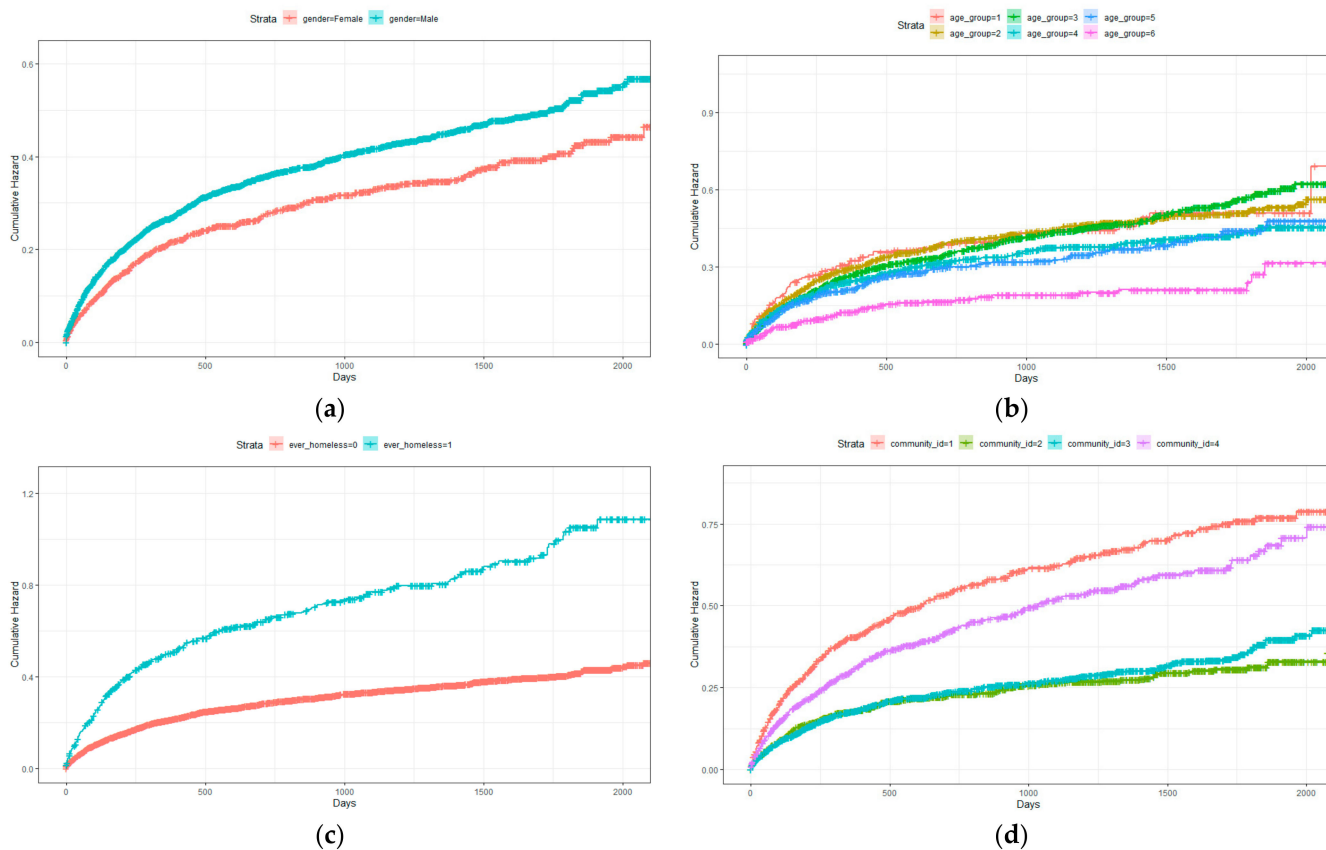 Strata gender=Female gender=Male
0.6
0.4
0.2
0.0
Cumulative Hazard
0 500 1000 1500 2000
Days
(a)
Strata age_group=1 age_group=3 age_group=5
age_group=2 age_group=4 age_group=6
0.9
0.6
0.3
0.0
Cumulative Hazard
0 500 1000 1500 2000
Days
(b)
Strata ever_homeless=0 ever_homeless=1
1.2
0.8
0.4
0.0
Cumulative Hazard
0 500 1000 1500 2000
Days
(c)
Strata community_id=1 community_id=2 community_id=3 community_id=4
0.75
0.50
0.25
0.00
Cumulative Hazard
0 500 1000 1500 2000
Days
(d)